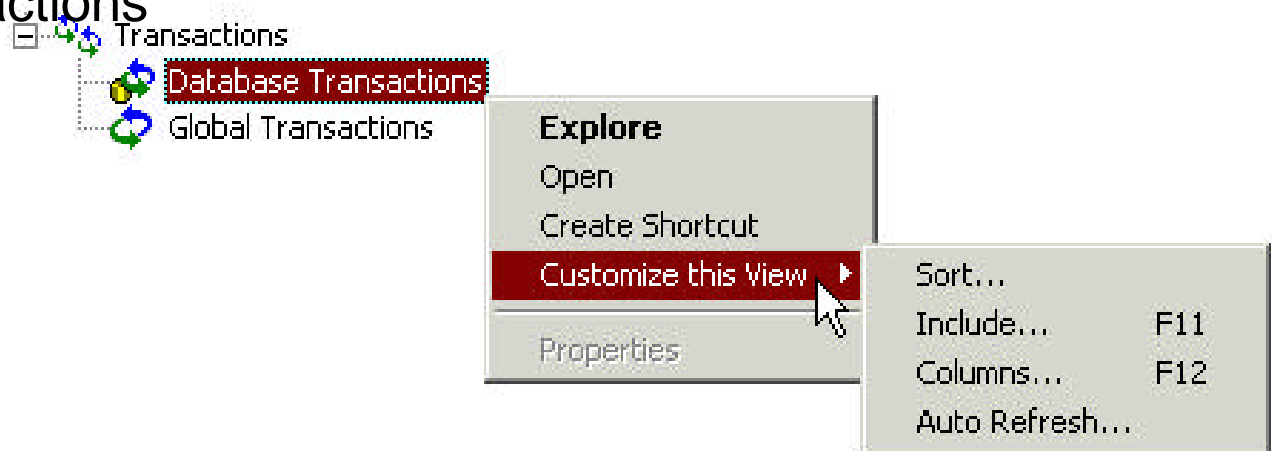 Transactions
Database Transactions
Global Transactions
Explore
Open
Create Shortcut
Customize this View
Properties
Sort...
Include... F11
Columns... F12
Auto Refresh...